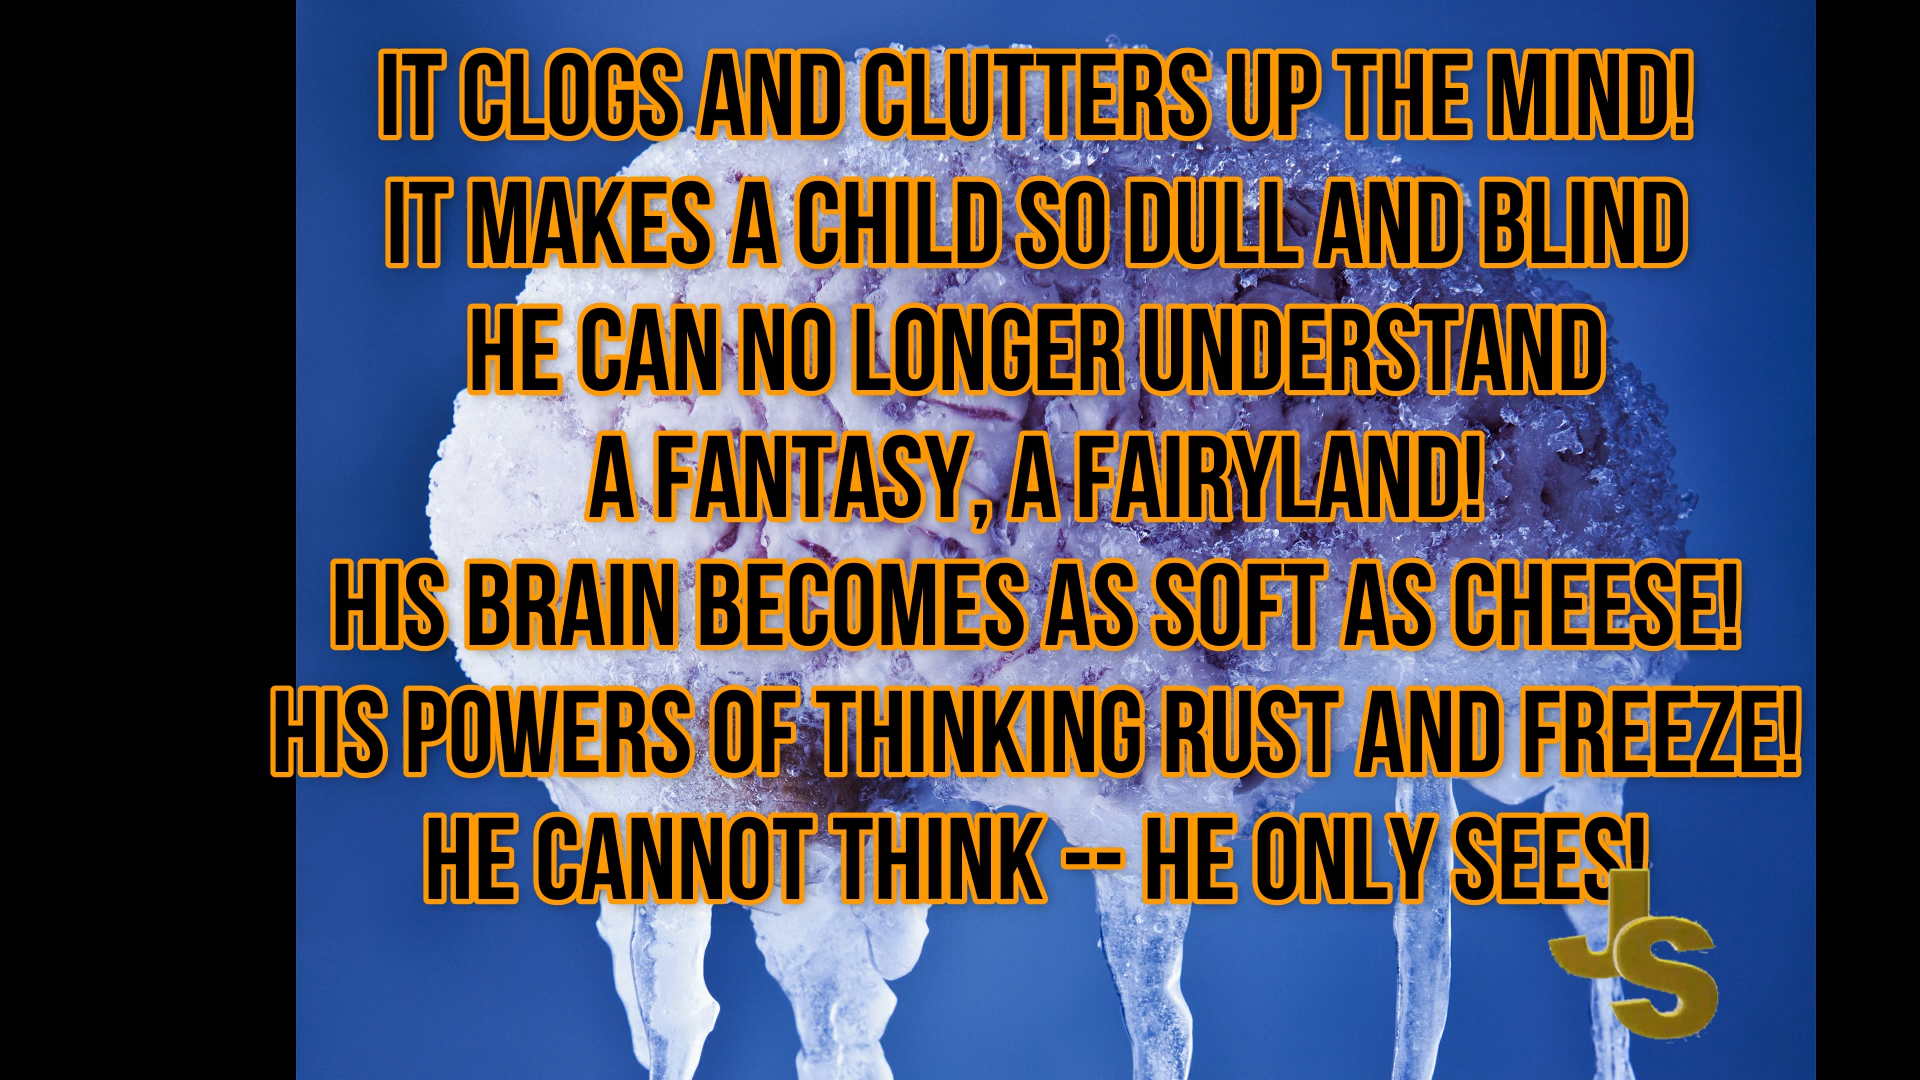 IT CLOGS AND CLUTTERS UP THE MIND!
IT MAKES A CHILD SO DULL AND BLIND
HE CAN NO LONGER UNDERSTAND
A FANTASY, A FAIRYLAND!
HIS BRAIN BECOMES AS SOFT AS CHEESE!
HIS POWERS OF THINKING RUST AND FREEZE!
HE CANNOT THINK -- HE ONLY SEES!
JS